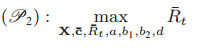 (𝒫₂) : max R̄ₜ
X,c̄,R̄ₜ,a,b₁,b₂,d